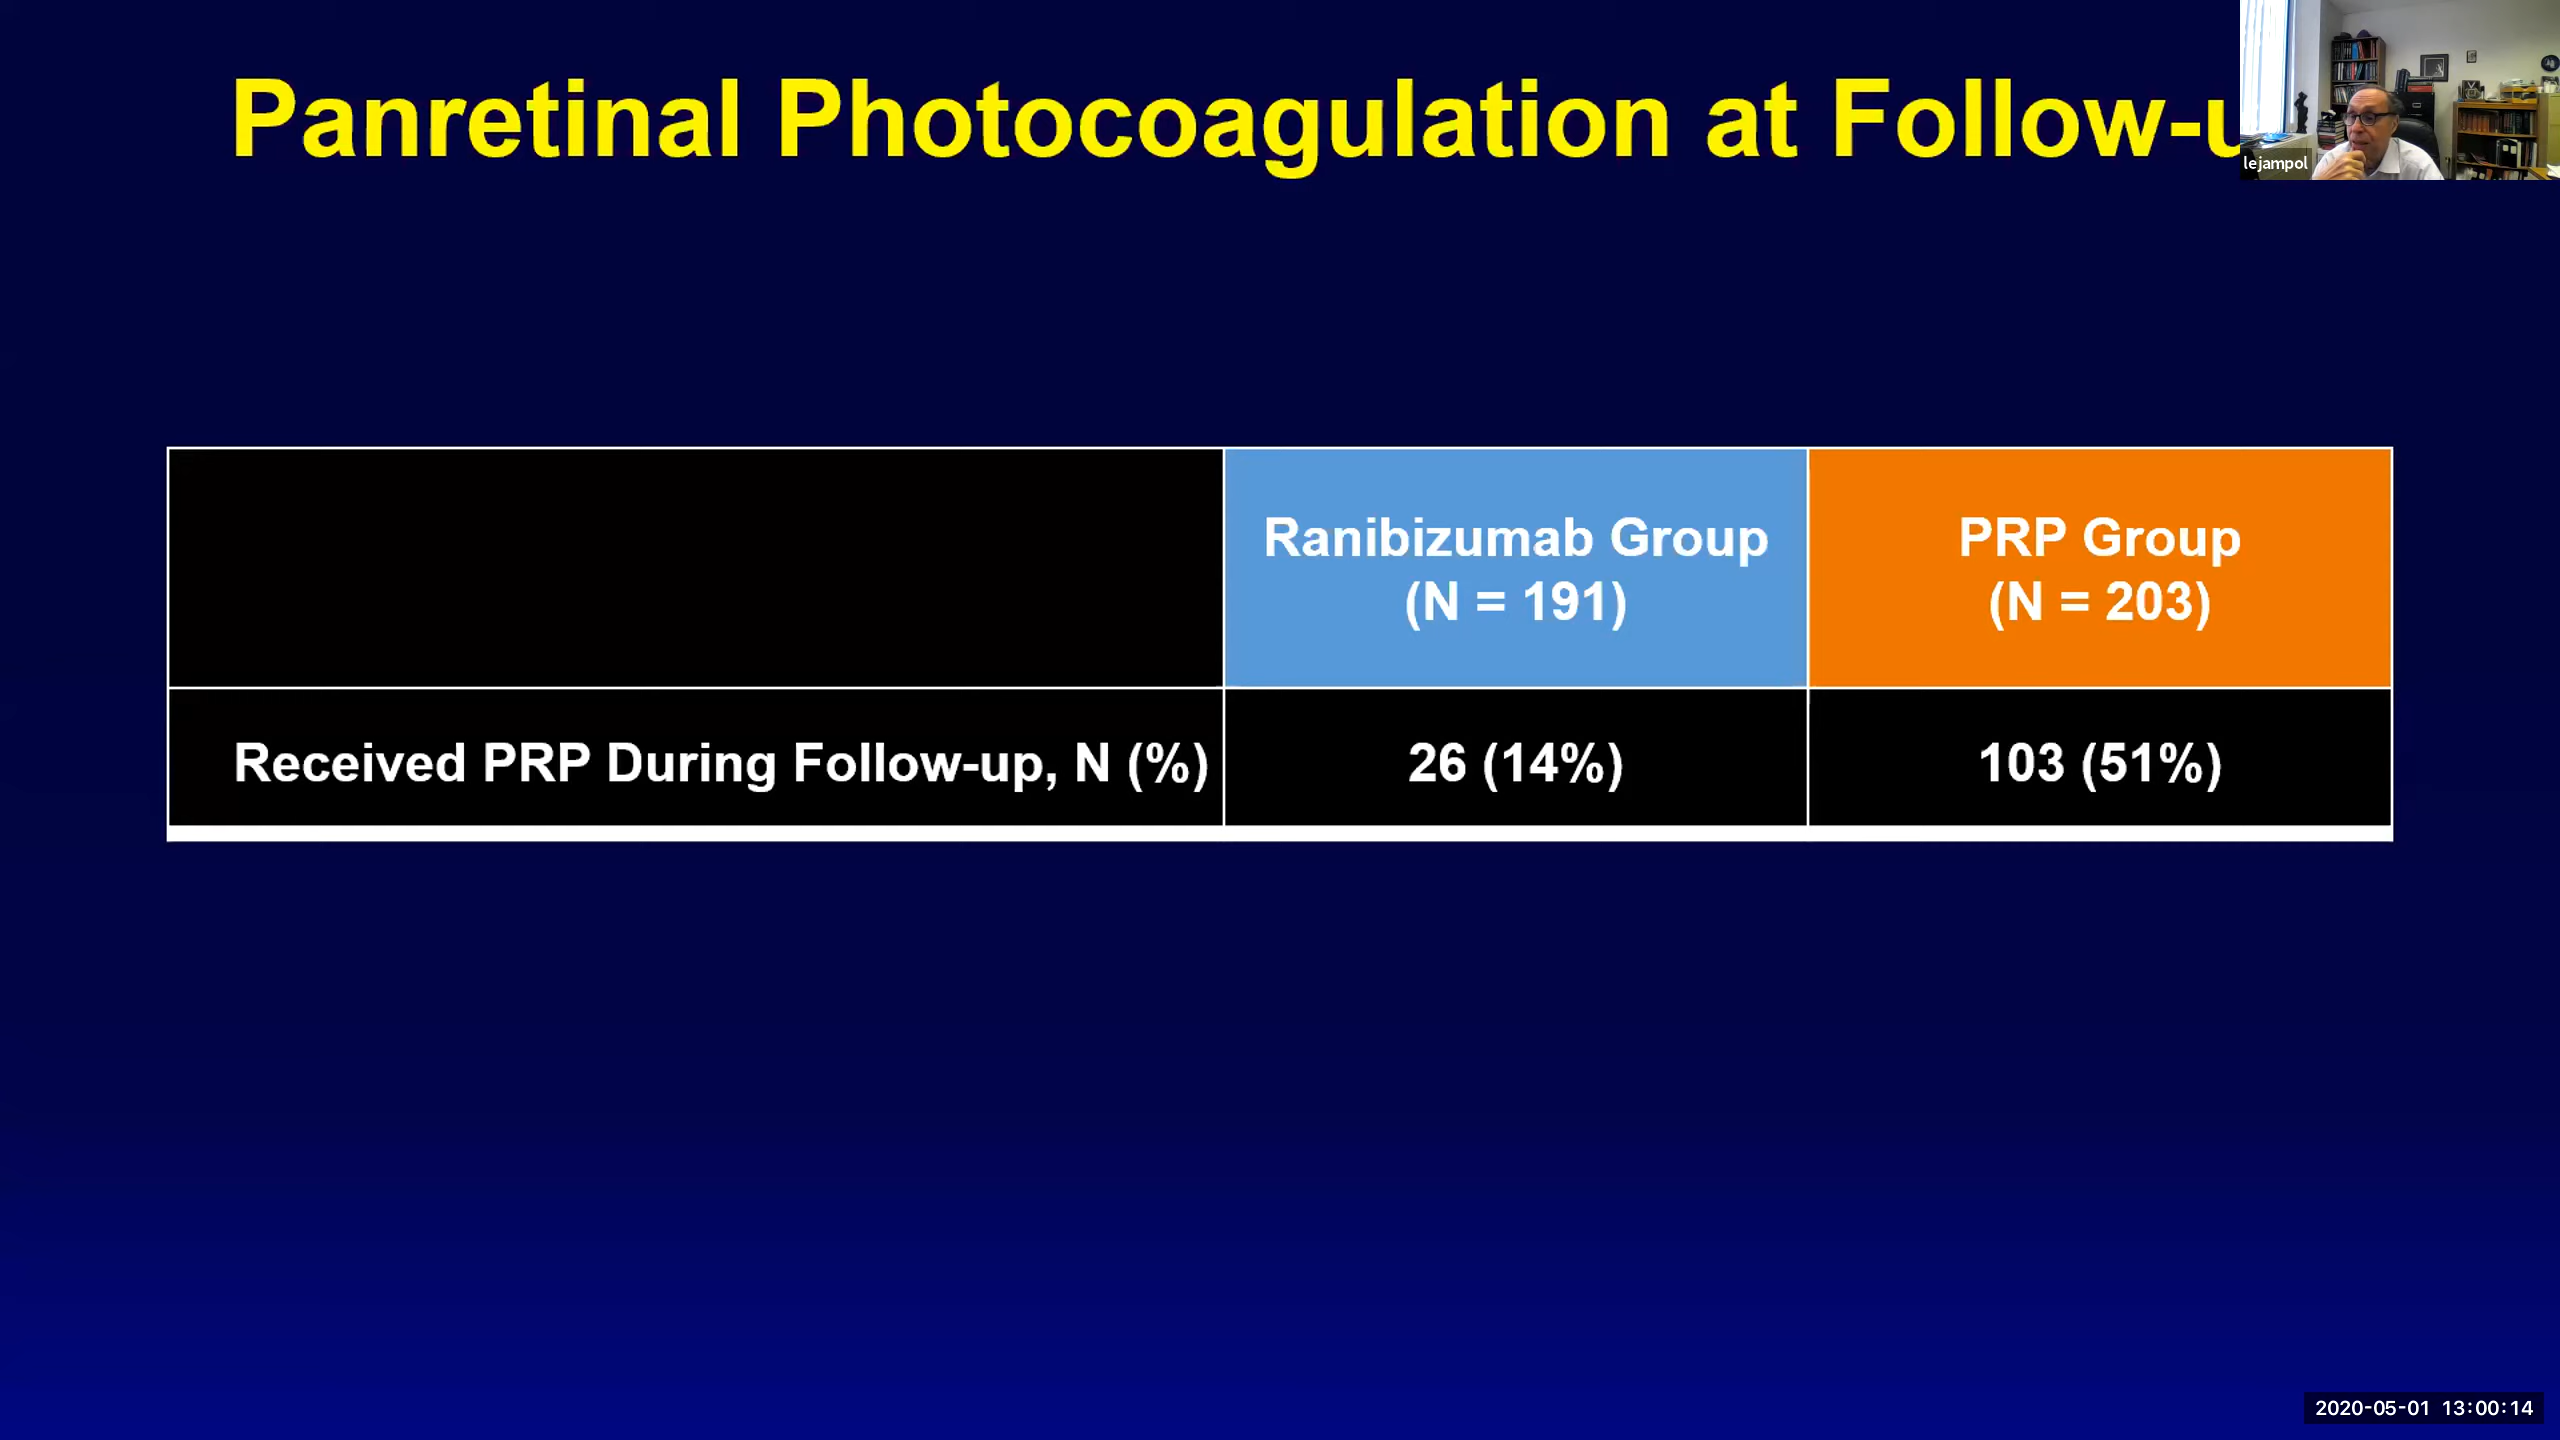 Panretinal Photocoagulation at Follow-u
lejampol
Ranibizumab Group
(N = 191)
PRP Group
(N = 203)
Received PRP During Follow-up, N (%)
26 (14%)
103 (51%)
2020-05-01 13:00:14